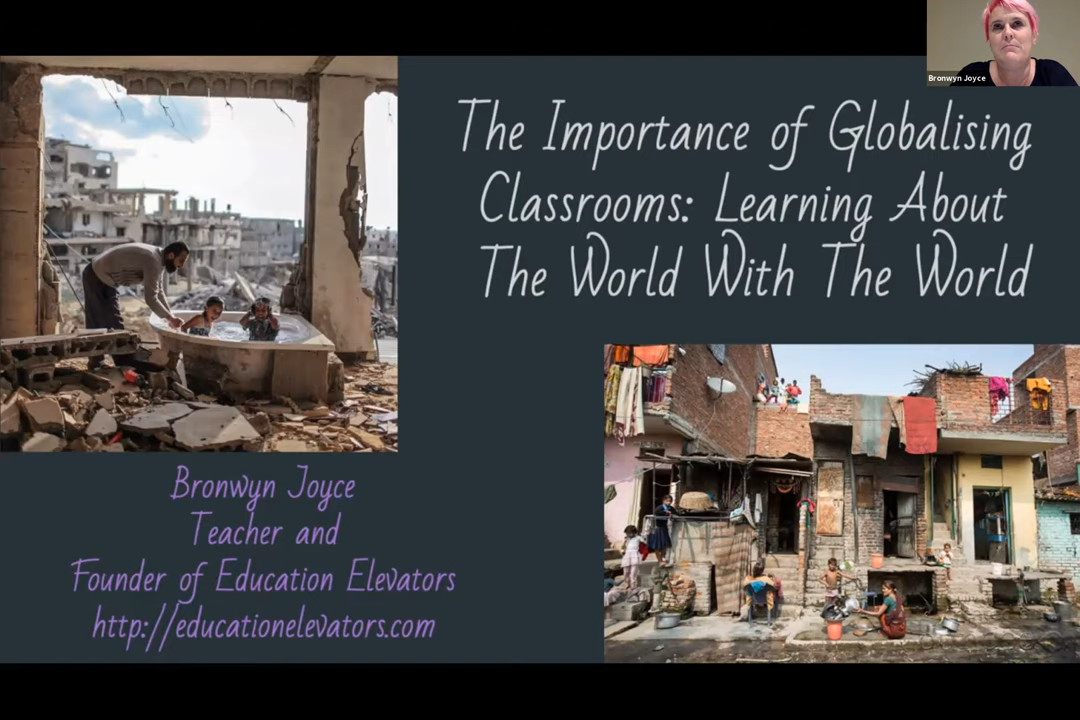 Bronwyn Joyce
The Importance of Globalising
Classrooms: Learning About
The World With The World
Bronwyn Joyce
Teacher and
Founder of Education Elevators
http://educationelevators.com